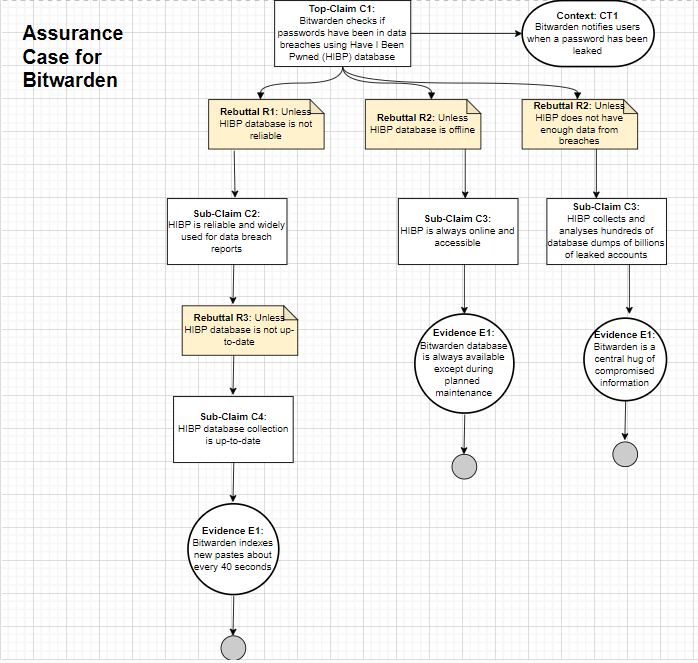 Assurance
Case for
Bitwarden
Top-Claim C1:
Bitwarden checks if
passwords have been in data
breaches using Have I Been
Pwned (HIBP) database
Context: CT1
Bitwarden notifies users
when a password has been
leaked
Rebuttal R1: Unless
HIBP database is not
reliable
Rebuttal R2: Unless
HIBP database is offline
Rebuttal R2: Unless
HIBP does not have
enough data from
breaches
Sub-Claim C2:
HIBP is reliable and widely
used for data breach
reports
Sub-Claim C3:
HIBP is always online and
accessible
Sub-Claim C3:
HIBP collects and
analyses hundreds of
database dumps of billions
of leaked accounts
Rebuttal R3: Unless
HIBP database is not up-
to-date
Evidence E1:
Bitwarden database
is always available
except during
planned
maintenance
Evidence E1:
Bitwarden is a
central hug of
compromised
information
Sub-Claim C4:
HIBP database collection
is up-to-date
Evidence E1:
Bitwarden indexes
new pastes about
every 40 seconds